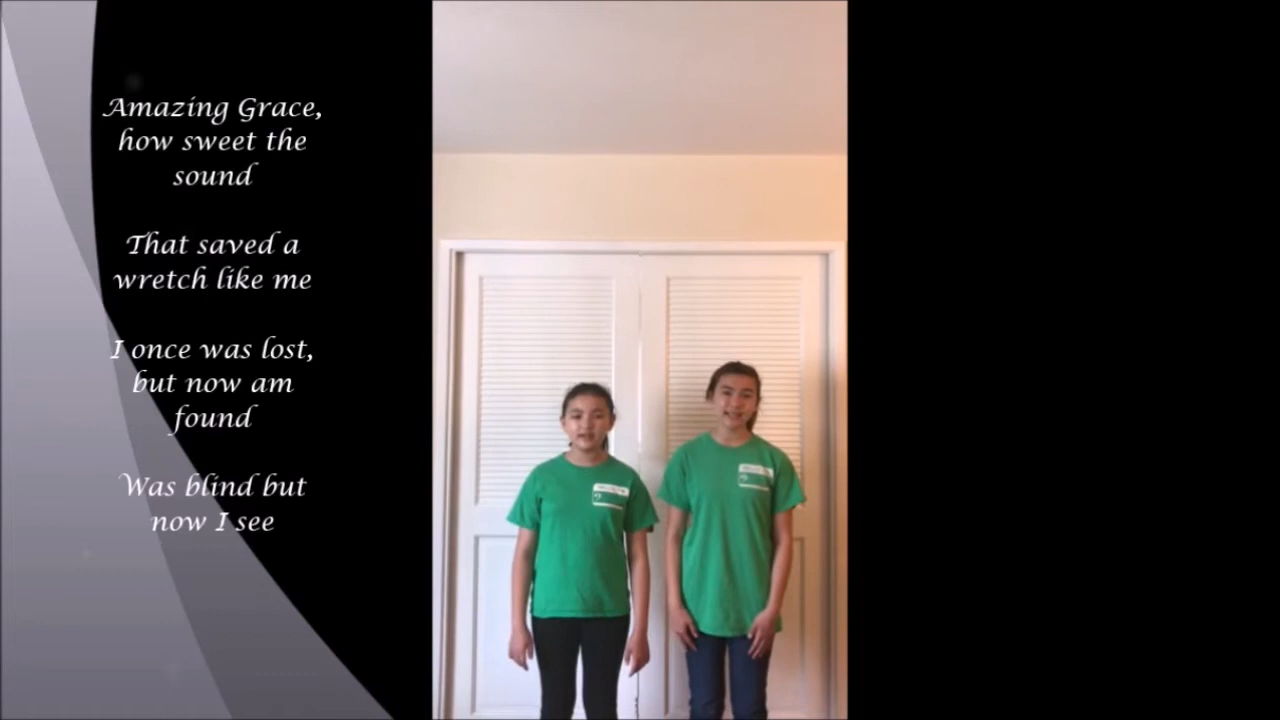 Amazing Grace,
how sweet the
sound
That saved a
wretch like me
I once was lost,
but now am
found
Was blind but
now I see